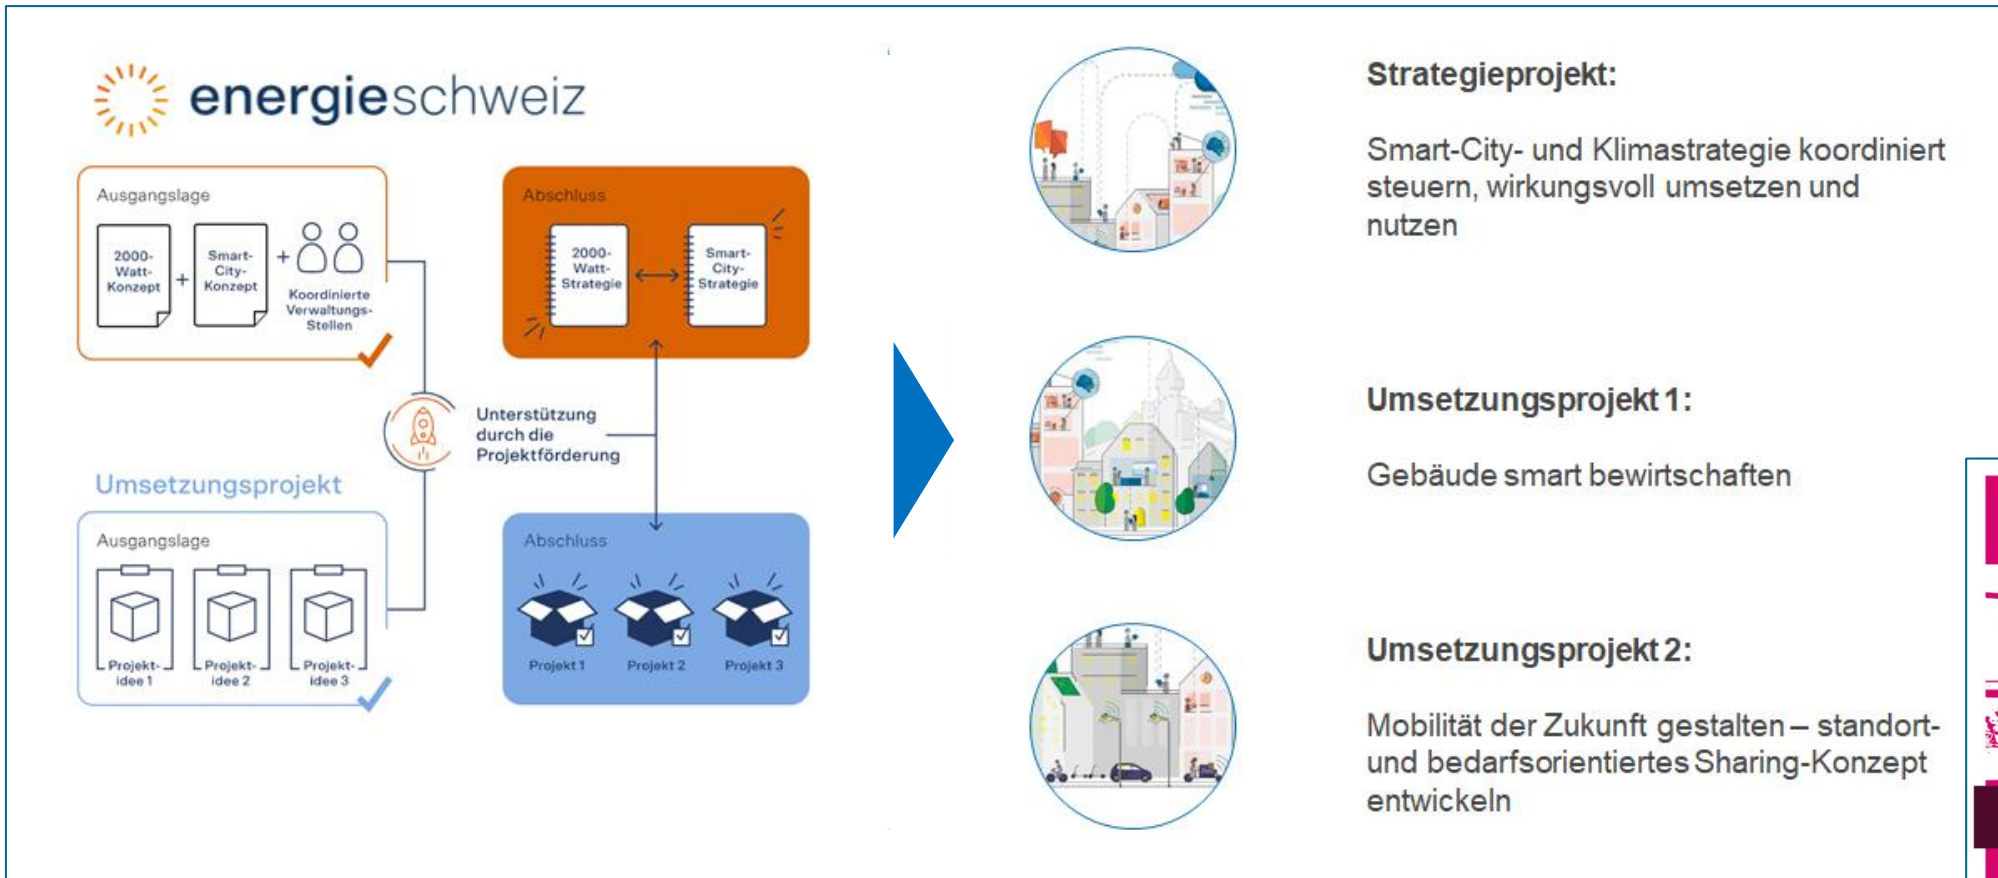 energieschweiz
Ausgangslage
2000-
Watt-
Konzept
+
Smart-
City-
Konzept
+
Koordinierte
Verwaltungs-
Stellen
Abschluss
2000-
Watt-
Strategie
Smart-
City-
Strategie
Unterstützung
durch die
Projektförderung
Umsetzungsprojekt
Ausgangslage
Projekt-
idee 1
Projekt-
idee 2
Projekt-
idee 3
Abschluss
Projekt 1
Projekt 2
Projekt 3
Strategieprojekt:
Smart-City- und Klimastrategie koordiniert
steuern, wirkungsvoll umsetzen und
nutzen
Umsetzungsprojekt 1:
Gebäude smart bewirtschaften
Umsetzungsprojekt 2:
Mobilität der Zukunft gestalten – standort-
und bedarfsorientiertes Sharing-Konzept
entwickeln